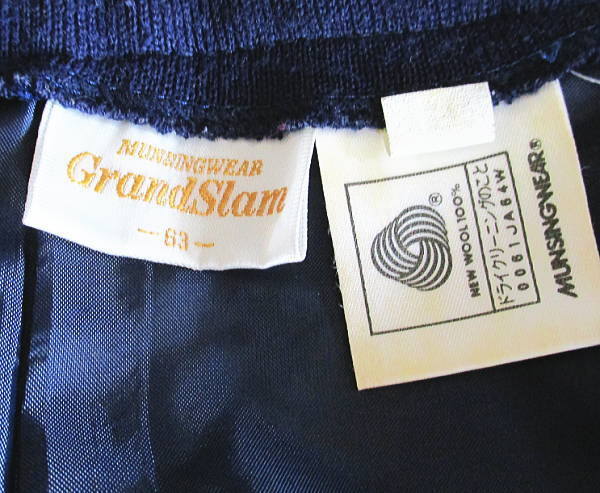 MUNSINGWEAR
GrandSlam
—63—
®
NEW WOOL 100%
ドライクリーニングのこと
0061JA64W
MUNSINGWEAR®